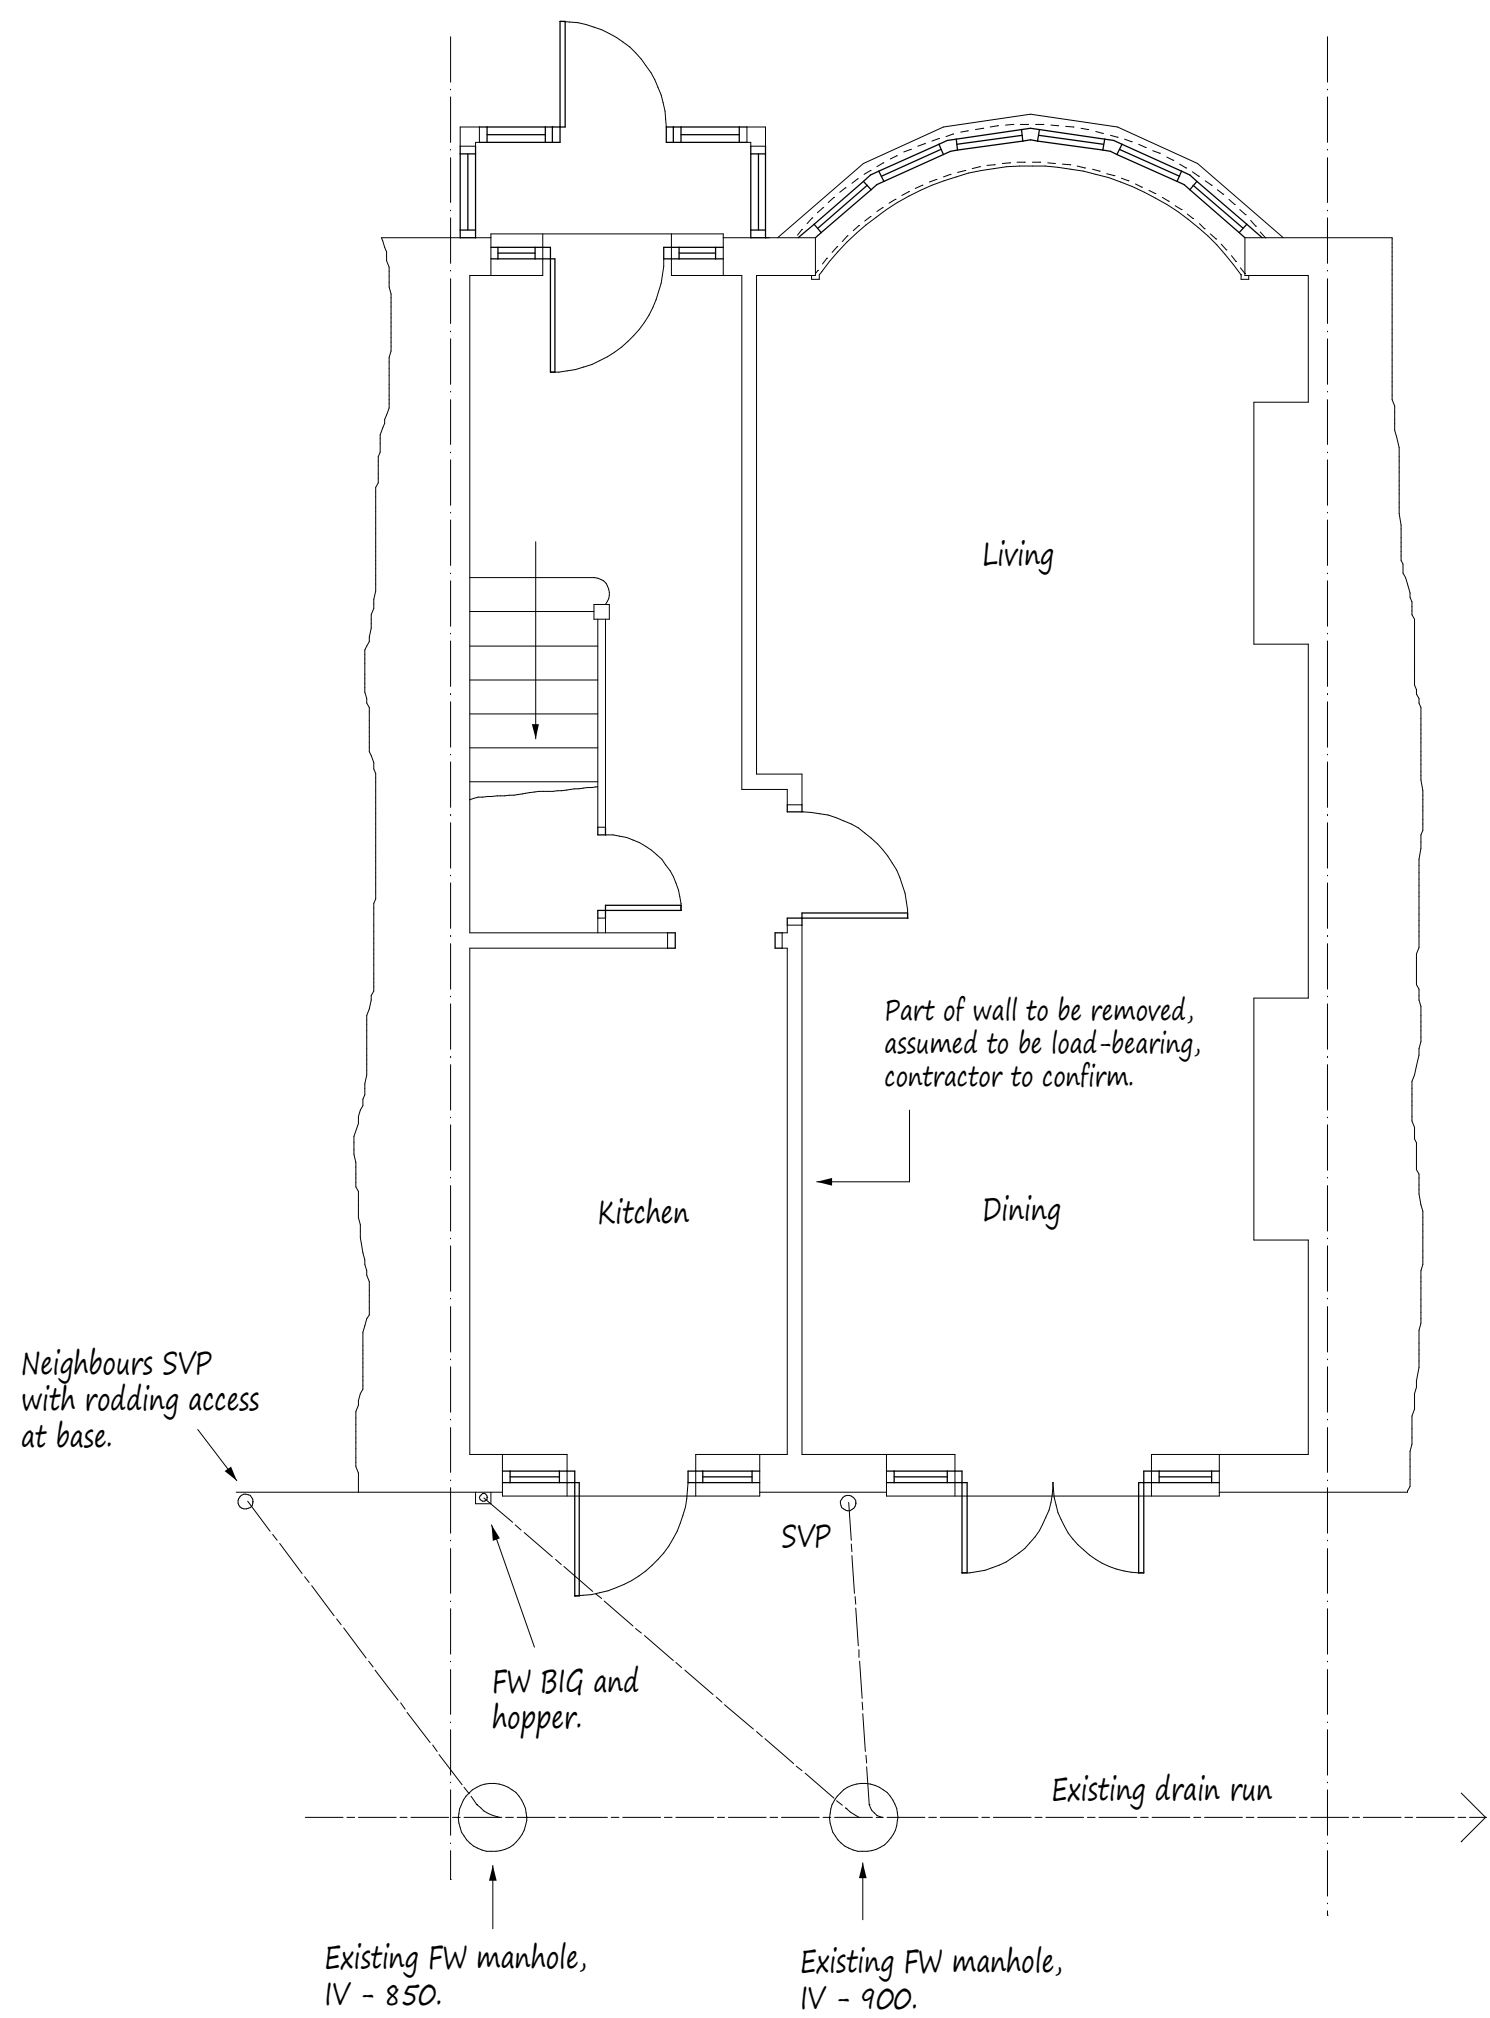 Living
Part of wall to be removed,
assumed to be load-bearing,
contractor to confirm.
Kitchen
Dining
Neighbours SVP
with rodding access
at base.
SVP
FW BIG and
hopper.
Existing drain run
Existing FW manhole,
IV - 850.
Existing FW manhole,
IV - 900.